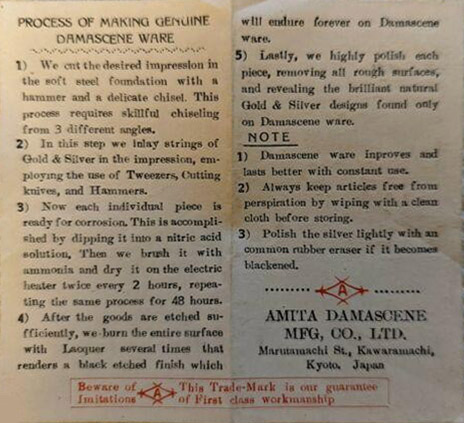 PROCESS OF MAKING GENUINE
DAMASCENE WARE
1) We cut the desired impression in
the soft steel foundation with a
hammer and a delicate chisel. This
process requires skillful chiseling
from 3 different angles.
2) In this step we inlay strings of
Gold & Silver in the impression, em-
ploying the use of Tweezers, Cutting
knives, and Hammers.
3) Now each individual piece is
ready for corrosion. This is accompli-
shed by dipping it into a nitric acid
solution, Then we brush it with
ammonia and dry it on the electric
heater twice every 2 hours, repea-
ting the same process for 48 hours.
4) After the goods are etched su-
fficiently, we burn the entire surface
with Lacquer several times that
renders a black etched finish which
will endure forever on Damascene
ware.
5) Lastly, we highly polish each
piece, removing all rough surfaces,
and revealing the brilliant natural
Gold & Silver designs found only
on Damascene ware.
NOTE
1) Damascene ware inproves and
lasts better with constant use.
2) Always keep articles free from
perspiration by wiping with a clean
cloth before storing.
3) Polish the silver lightly with an
common rubber eraser if it becomes
blackened.
A
AMITA DAMASCENE
MFG, CO., LTD.
Marutamachi St., Kawaramachi,
Kyoto, Japan
Beware of A This Trade-Mark is our guarantee
Imitations of First class workmanship